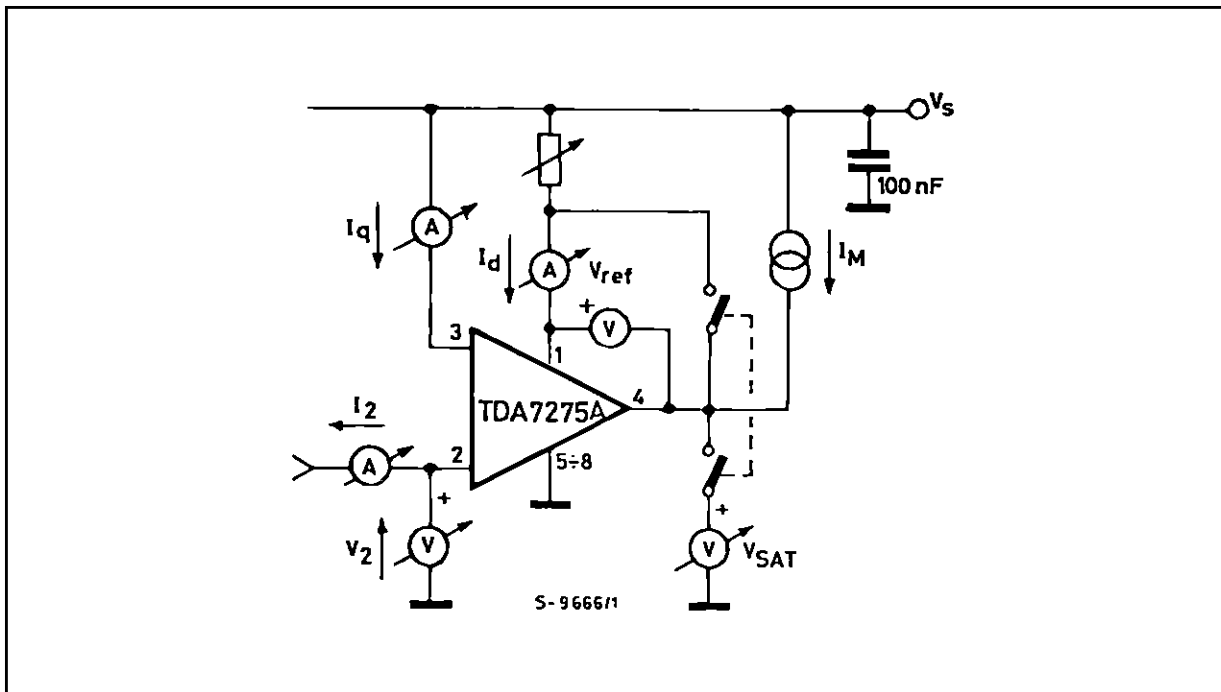 Vs
100 nF
Iq
A
Id
A
Vref
IM
+
V
3
1
TDA7275A
4
I2
2
5÷8
A
+
+
V2
V
V
VSAT
S-9666/1